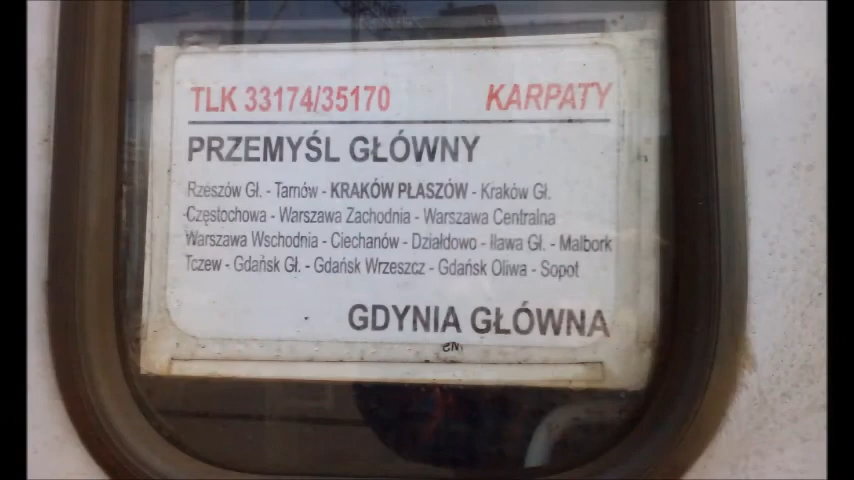 TLK 33174/35170 KARPATY
PRZEMYŚL GŁÓWNY
Rzeszów Gł. - Tarnów - KRAKÓW PŁASZÓW - Kraków Gł.
Częstochowa - Warszawa Zachodnia - Warszawa Centralna
Warszawa Wschodnia - Ciechanów - Działdowo - Iława Gł. - Malbork
Tczew - Gdańsk Gł. - Gdańsk Wrzeszcz - Gdańsk Oliwa - Sopot
GDYNIA GŁÓWNA